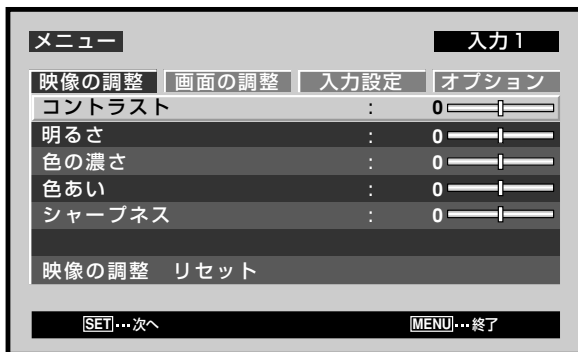 メニュー 入力1
映像の調整 画面の調整 入力設定 オプション
コントラスト : 0
明るさ : 0
色の濃さ : 0
色あい : 0
シャープネス : 0
映像の調整 リセット
SET…次へ MENU…終了